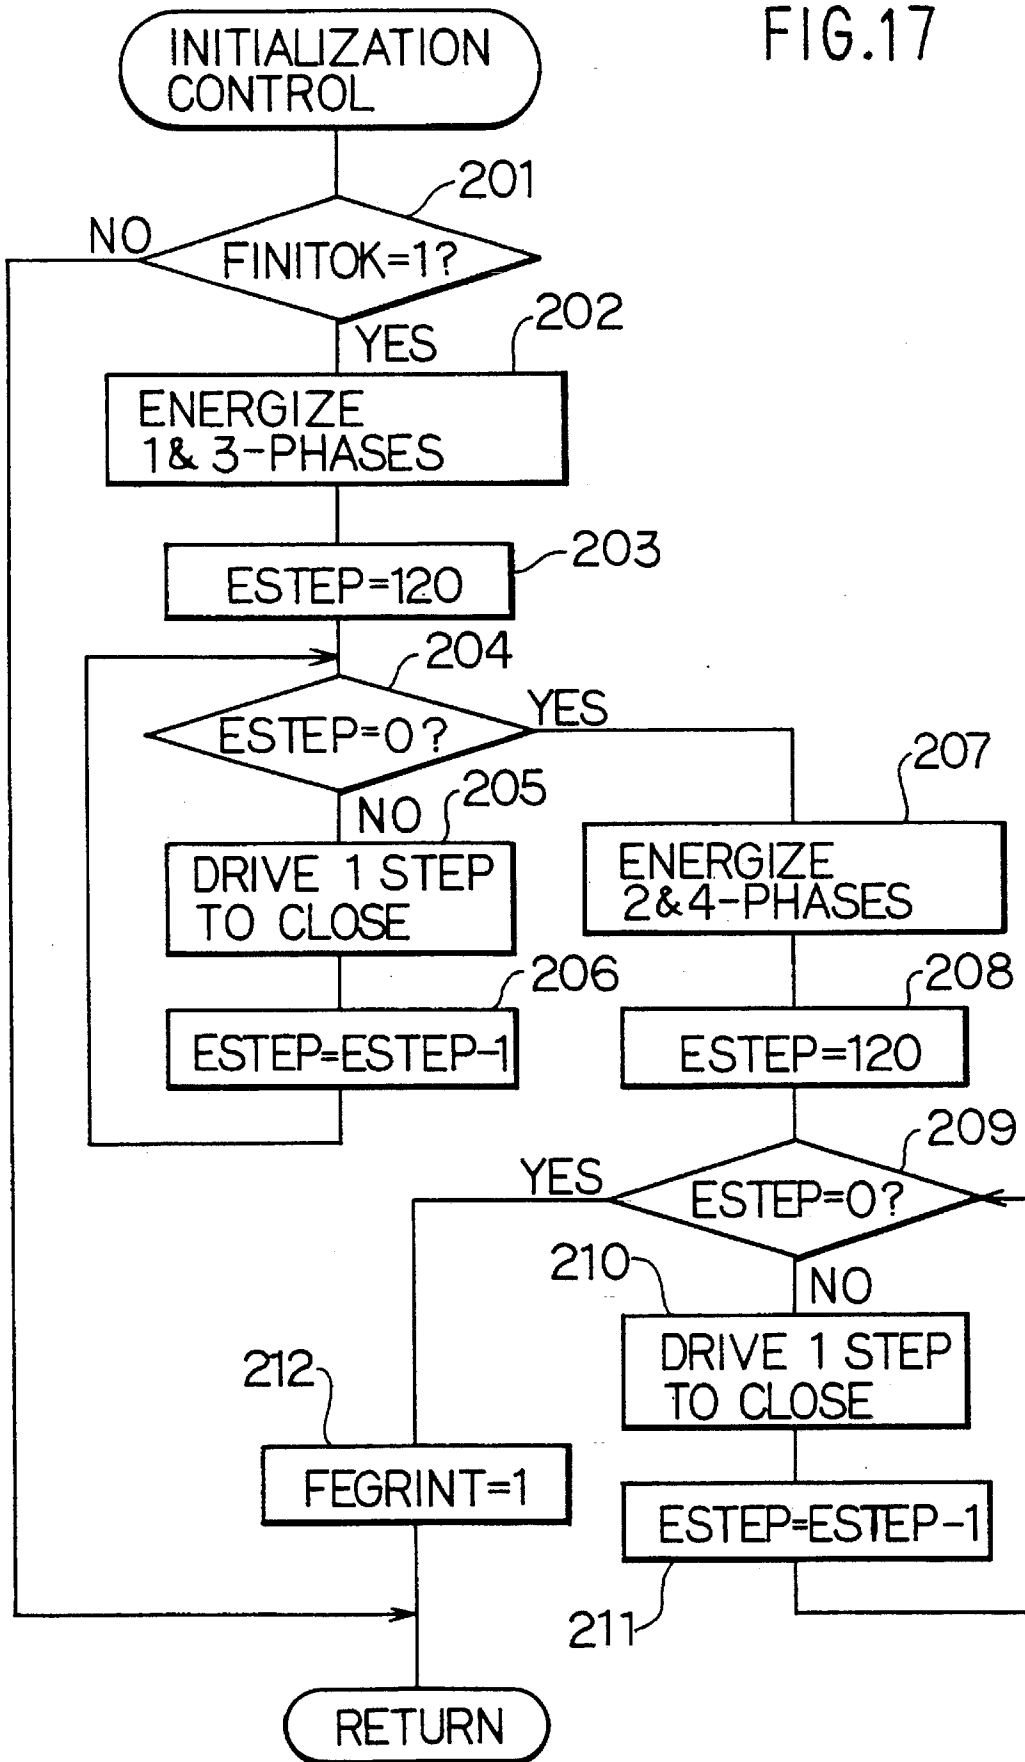 FIG.17
INITIALIZATION
CONTROL
201
NO
FINITOK=1?
YES
202
ENERGIZE
1& 3-PHASES
203
ESTEP=120
204
ESTEP=0?
YES
NO
205
DRIVE 1 STEP
TO CLOSE
206
ESTEP=ESTEP-1
207
ENERGIZE
2&4-PHASES
208
ESTEP=120
209
YES
ESTEP=0?
210
NO
DRIVE 1 STEP
TO CLOSE
ESTEP=ESTEP-1
211
212
FEGRINT=1
RETURN